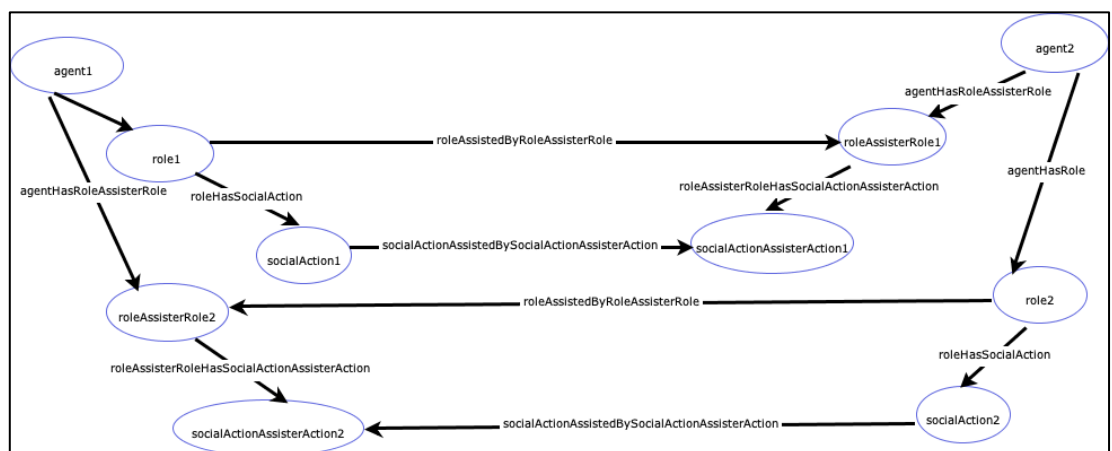 agent2
agent1
agentHasRoleAssisterRole
roleAssistedByRoleAssisterRole
roleAssisterRole1
role1
agentHasRole
roleAssisterRoleHasSocialActionAssisterAction
agentHasRoleAssisterRole
roleHasSocialAction
socialActionAssistedBySocialActionAssisterAction
socialActionAssisterAction1
socialAction1
roleAssistedByRoleAssisterRole
role2
roleAssisterRole2
roleHasSocialAction
roleAssisterRoleHasSocialActionAssisterAction
socialActionAssistedBySocialActionAssisterAction
socialAction2
socialActionAssisterAction2